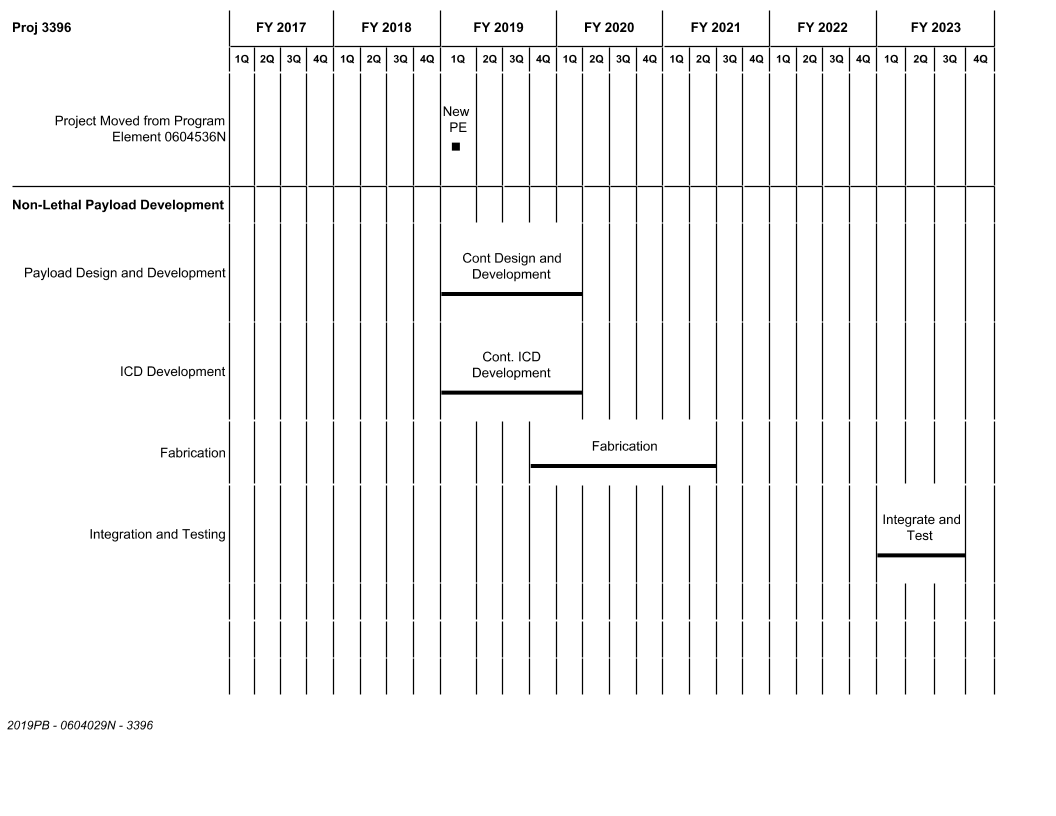 Proj 3396 FY 2017 FY 2018 FY 2019 FY 2020 FY 2021 FY 2022 FY 2023
1Q 2Q 3Q 4Q 1Q 2Q 3Q 4Q 1Q 2Q 3Q 4Q 1Q 2Q 3Q 4Q 1Q 2Q 3Q 4Q 1Q 2Q 3Q 4Q 1Q 2Q 3Q 4Q
Project Moved from Program
Element 0604536N
New
PE
Non-Lethal Payload Development
Payload Design and Development
Cont Design and
Development
ICD Development
Cont. ICD
Development
Fabrication
Fabrication
Integration and Testing
Integrate and
Test
2019PB - 0604029N - 3396